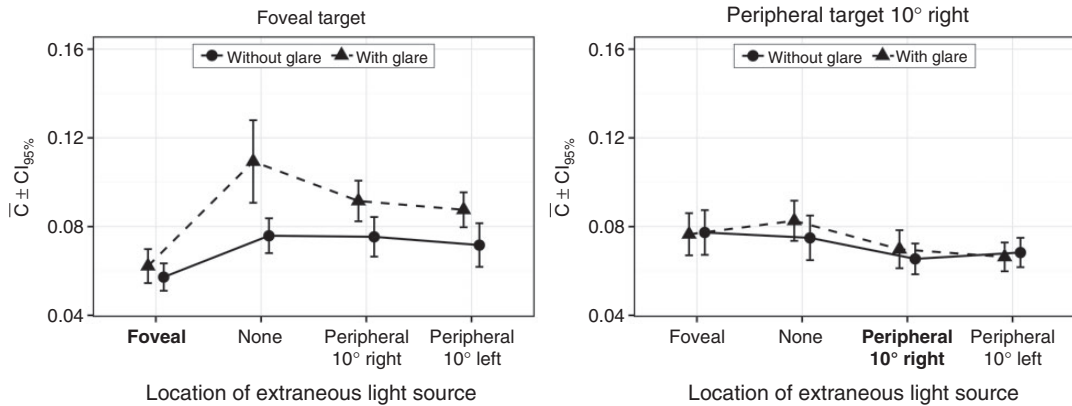 Foveal target
0.16
0.12
0.08
0.04
C̅ ± CI95%
Without glare With glare
Foveal
None
Peripheral
10° right
Peripheral
10° left
Location of extraneous light source
Peripheral target 10° right
0.16
0.12
0.08
0.04
C̅ ± CI95%
Without glare With glare
Foveal
None
Peripheral
10° right
Peripheral
10° left
Location of extraneous light source